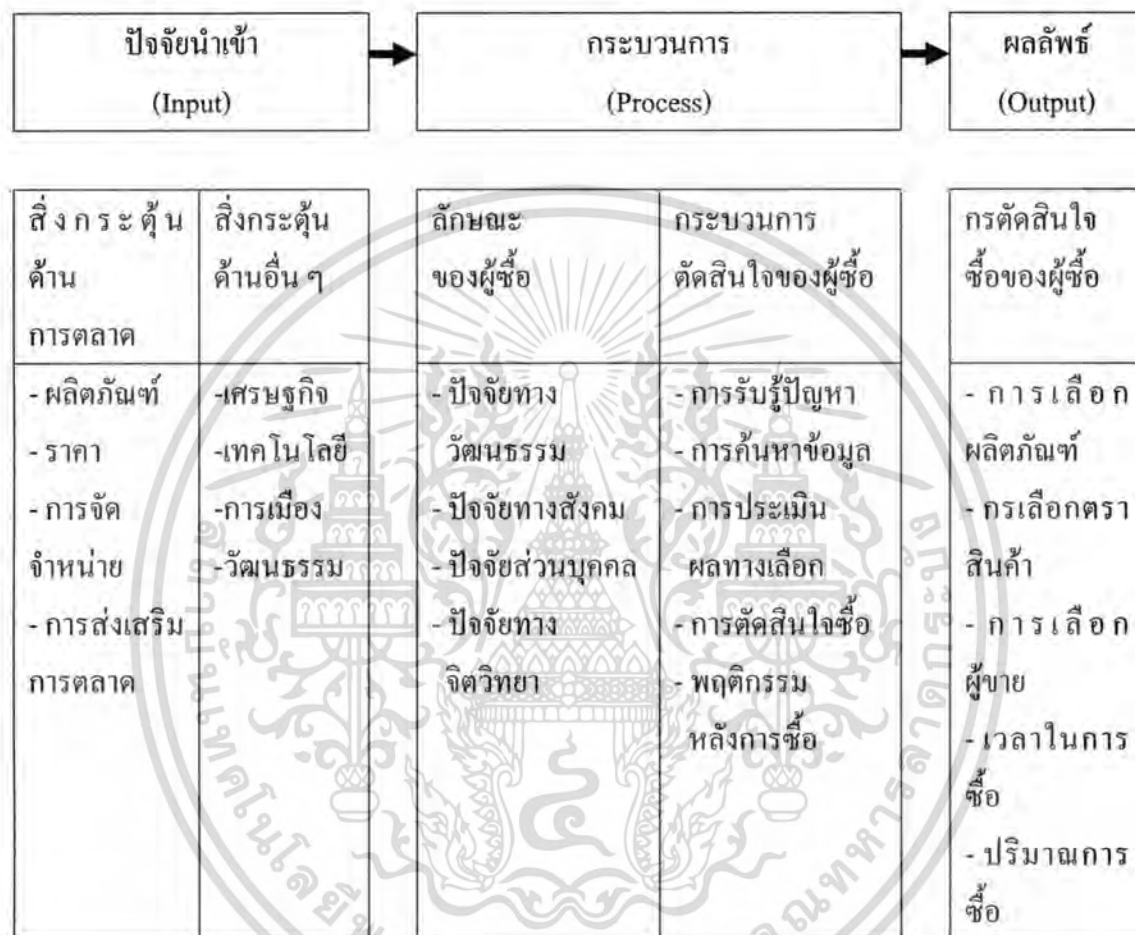 ปัจจัยนำเข้า
(Input)
กระบวนการ
(Process)
ผลลัพธ์
(Output)
สิ่งกระตุ้น
ด้าน
การตลาด
สิ่งกระตุ้น
ด้านอื่น ๆ
ลักษณะ
ของผู้ซื้อ
กระบวนการ
ตัดสินใจของผู้ซื้อ
กรตัดสินใจ
ซื้อของผู้ซื้อ
- ผลิตภัณฑ์
- ราคา
- การจัด
จำหน่าย
- การส่งเสริม
การตลาด
-เศรษฐกิจ
-เทคโนโลยี
-การเมือง
-วัฒนธรรม
- ปัจจัยทาง
วัฒนธรรม
- ปัจจัยทางสังคม
- ปัจจัยส่วนบุคคล
- ปัจจัยทาง
จิตวิทยา
- การรับรู้ปัญหา
- การค้นหาข้อมูล
- การประเมิน
ผลทางเลือก
- การตัดสินใจซื้อ
- พฤติกรรม
หลังการซื้อ
- การเลือก
ผลิตภัณฑ์
- กรเลือกตรา
สินค้า
- การเลือก
ผู้ขาย
- เวลาในการ
ซื้อ
- ปริมาณการ
ซื้อ